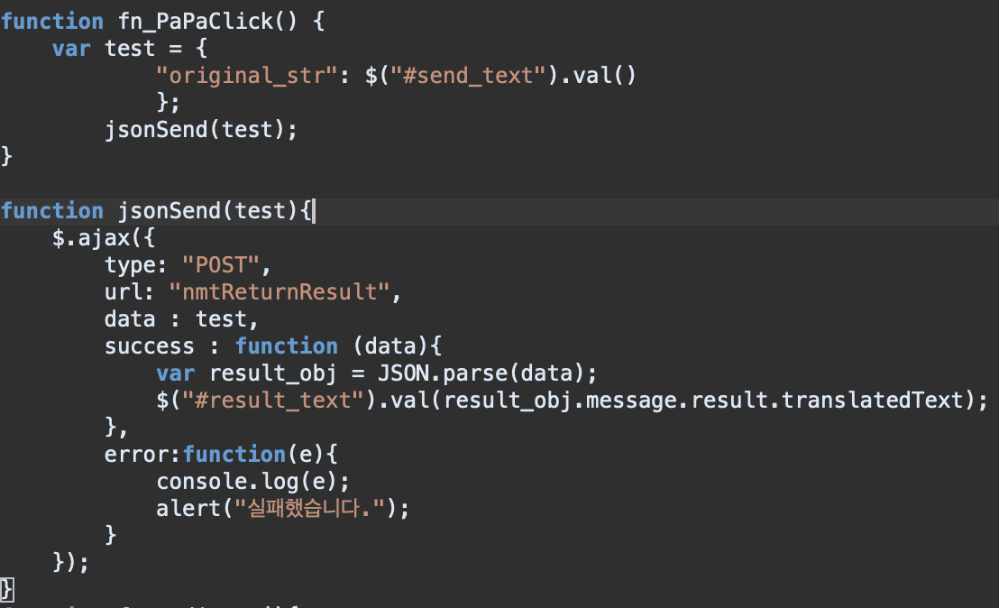 function fn_PaPaClick() {
    var test = {
            "original_str": $("#send_text").val()
            };
        jsonSend(test);
}

function jsonSend(test){
    $.ajax({
        type: "POST",
        url: "nmtReturnResult",
        data : test,
        success : function (data){
            var result_obj = JSON.parse(data);
            $("#result_text").val(result_obj.message.result.translatedText);
        },
        error:function(e){
            console.log(e);
            alert("실패했습니다.");
        }
    });
}